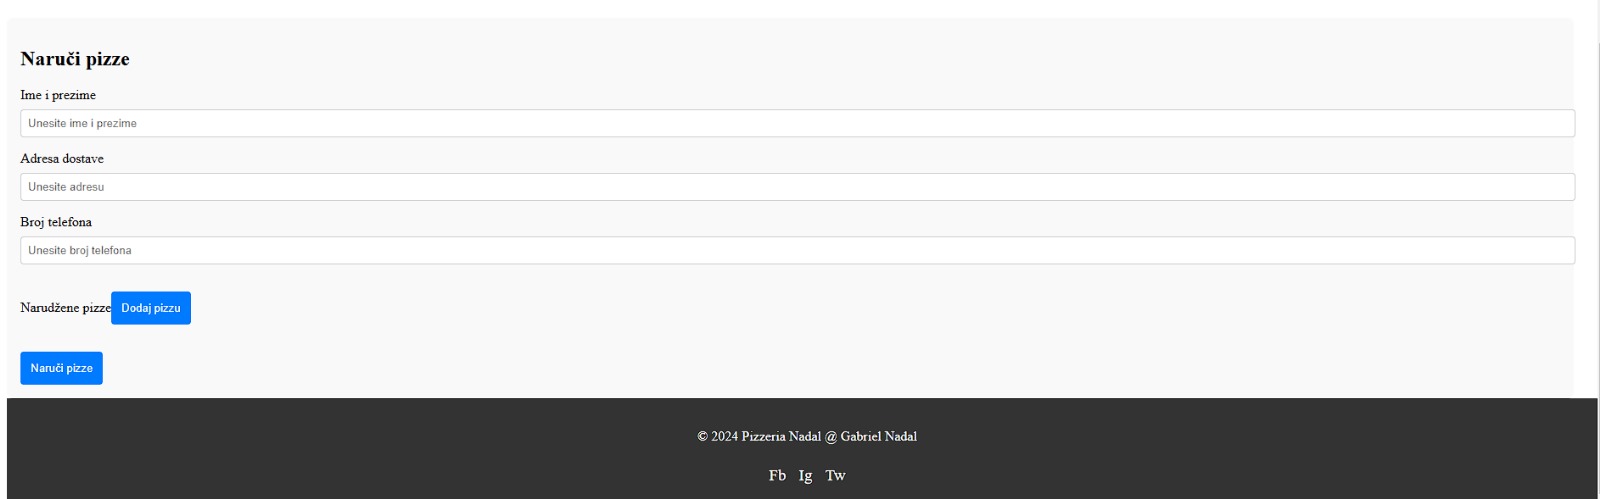 Naruči pizze
Ime i prezime
Unesite ime i prezime
Adresa dostave
Unesite adresu
Broj telefona
Unesite broj telefona
Narudžene pizze Dodaj pizzu
Naruči pizze
© 2024 Pizzeria Nadal @ Gabriel Nadal
Fb Ig Tw